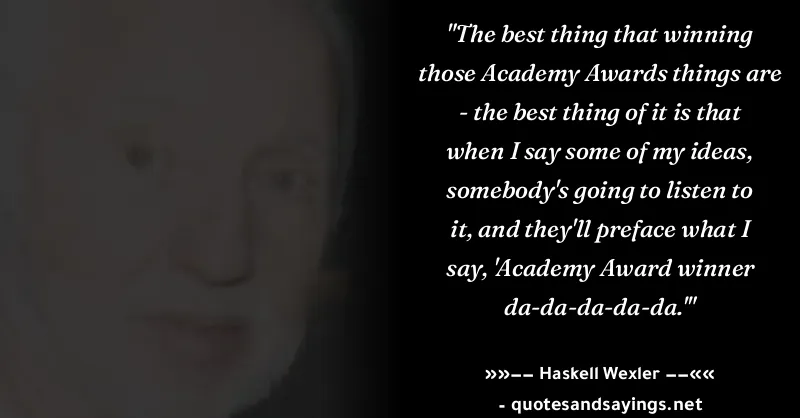 "The best thing that winning
those Academy Awards things are
- the best thing of it is that
when I say some of my ideas,
somebody's going to listen to
it, and they'll preface what I
say, 'Academy Award winner
da-da-da-da-da.'"
»»−− Haskell Wexler −−««
- quotesandsayings.net